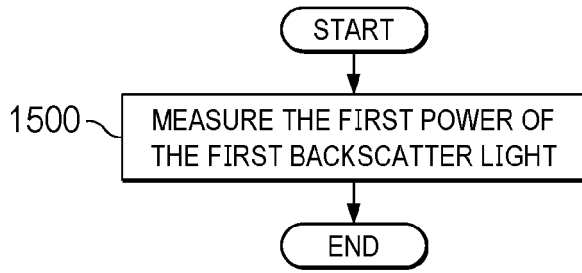 START
1500
MEASURE THE FIRST POWER OF
THE FIRST BACKSCATTER LIGHT
END